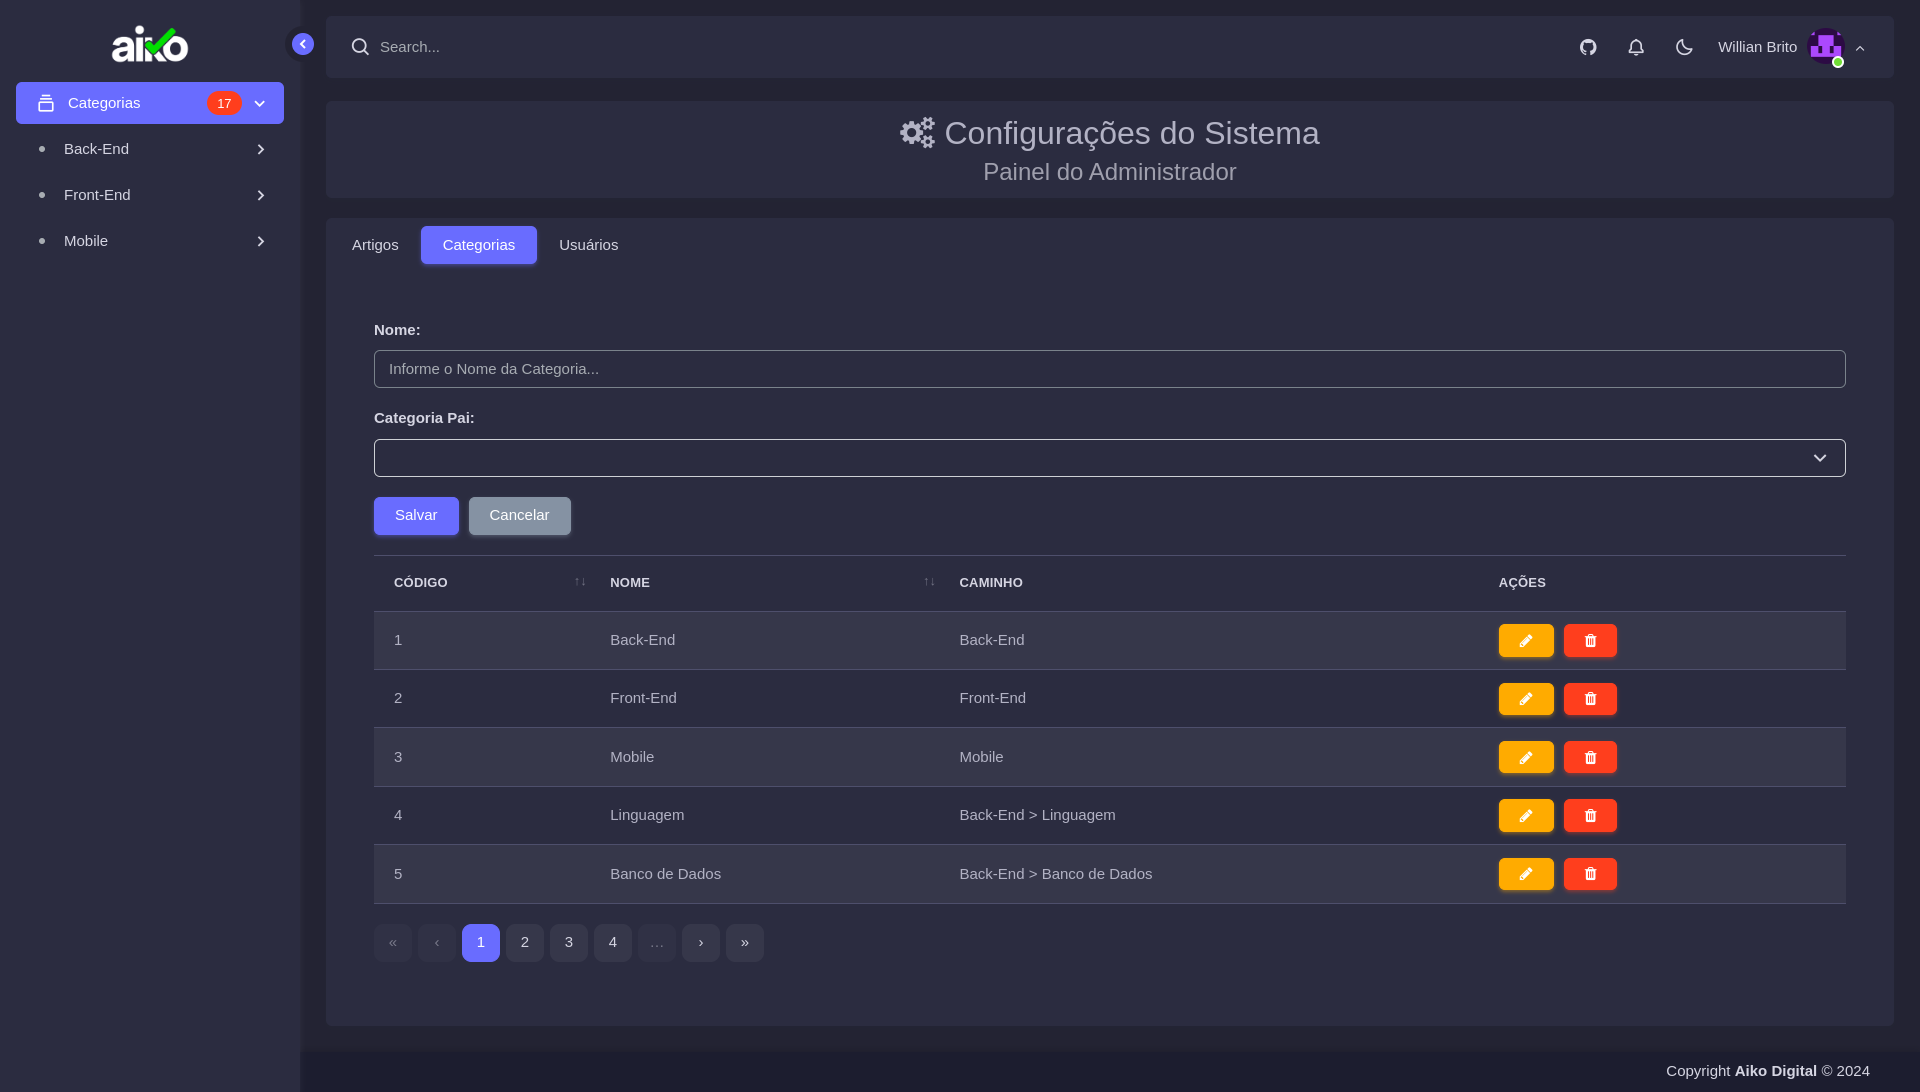 aiko
Search...
Willian Brito
Categorias 17
Back-End
Front-End
Mobile
Configurações do Sistema
Painel do Administrador
Artigos Categorias Usuários
Nome:
Informe o Nome da Categoria...
Categoria Pai:
Salvar Cancelar
CÓDIGO ↑↓ NOME ↑↓ CAMINHO AÇÕES
1 Back-End Back-End
2 Front-End Front-End
3 Mobile Mobile
4 Linguagem Back-End > Linguagem
5 Banco de Dados Back-End > Banco de Dados
« ‹ 1 2 3 4 … › »
Copyright Aiko Digital © 2024